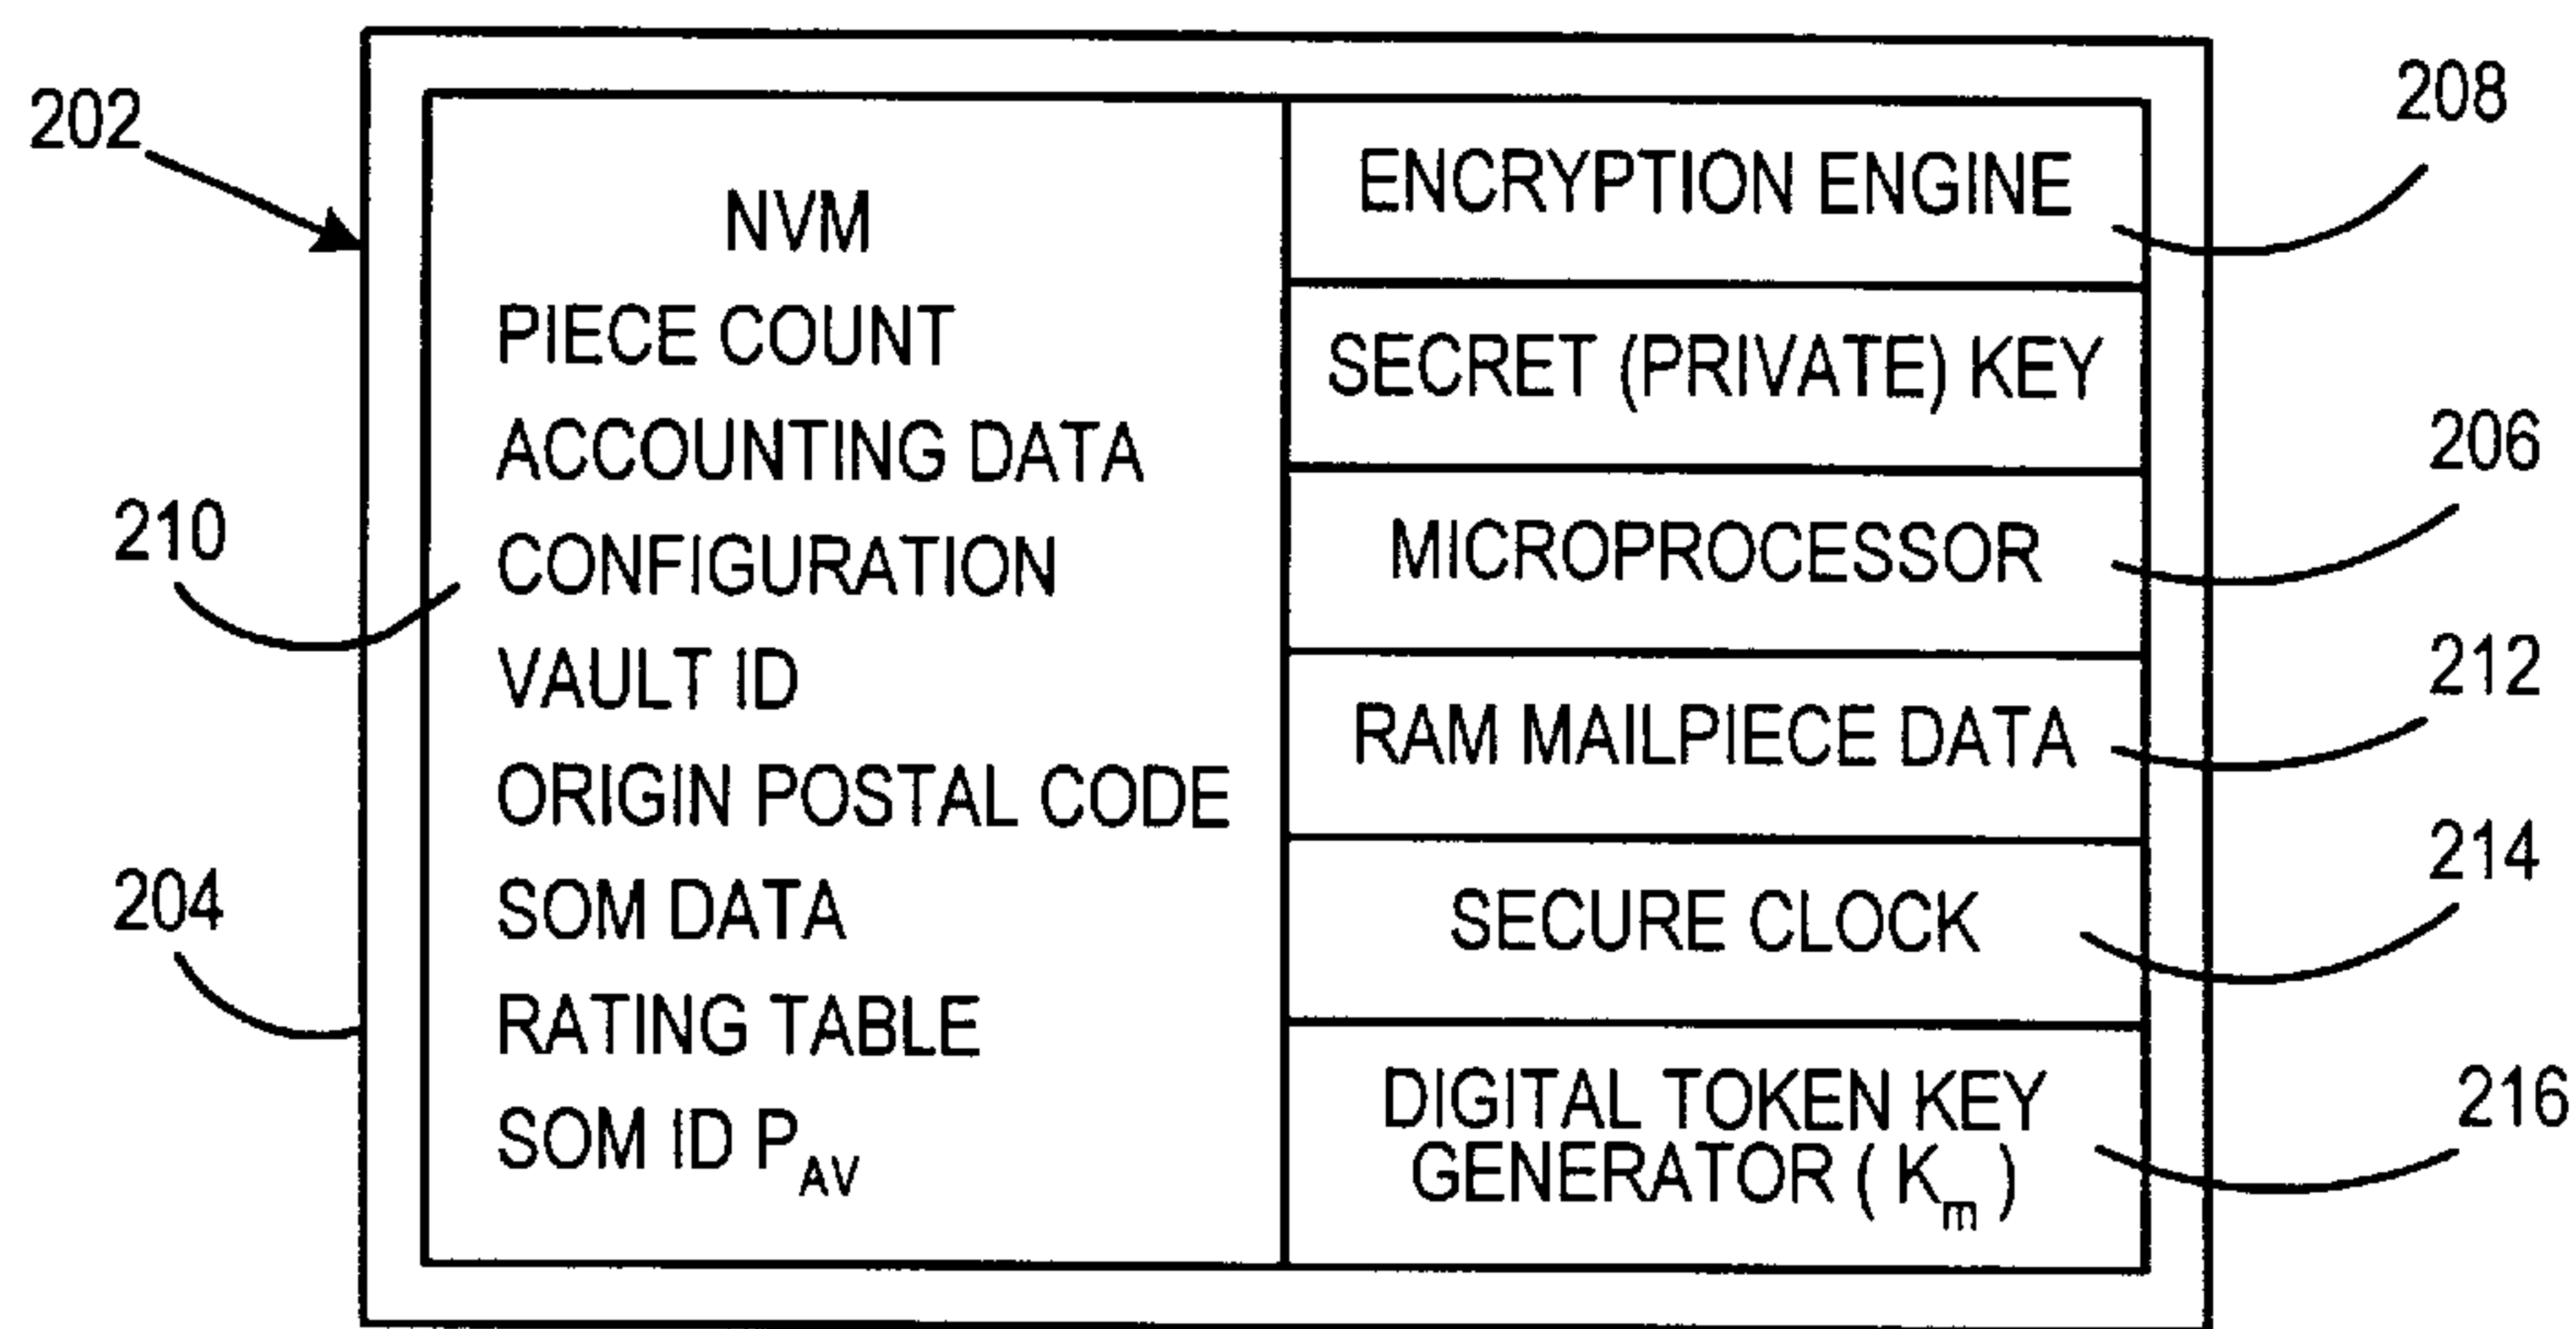 202
208
NVM
PIECE COUNT
ACCOUNTING DATA
CONFIGURATION
VAULT ID
ORIGIN POSTAL CODE
SOM DATA
RATING TABLE
SOM ID P_AV
210
204
ENCRYPTION ENGINE
SECRET (PRIVATE) KEY
MICROPROCESSOR
RAM MAILPIECE DATA
SECURE CLOCK
DIGITAL TOKEN KEY
GENERATOR ( K_m )
206
212
214
216